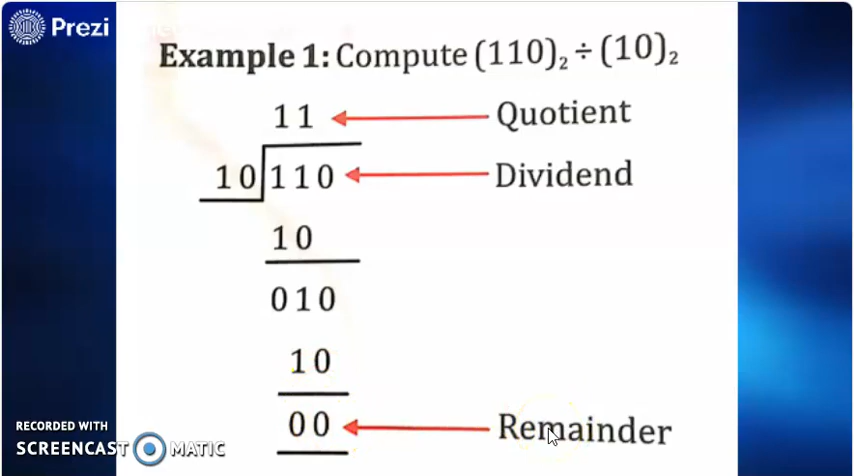 Prezi
Example 1: Compute (110)₂ ÷ (10)₂
11 Quotient
10 110 Dividend
10
010
10
00 Remainder
RECORDED WITH
SCREENCAST MATIC